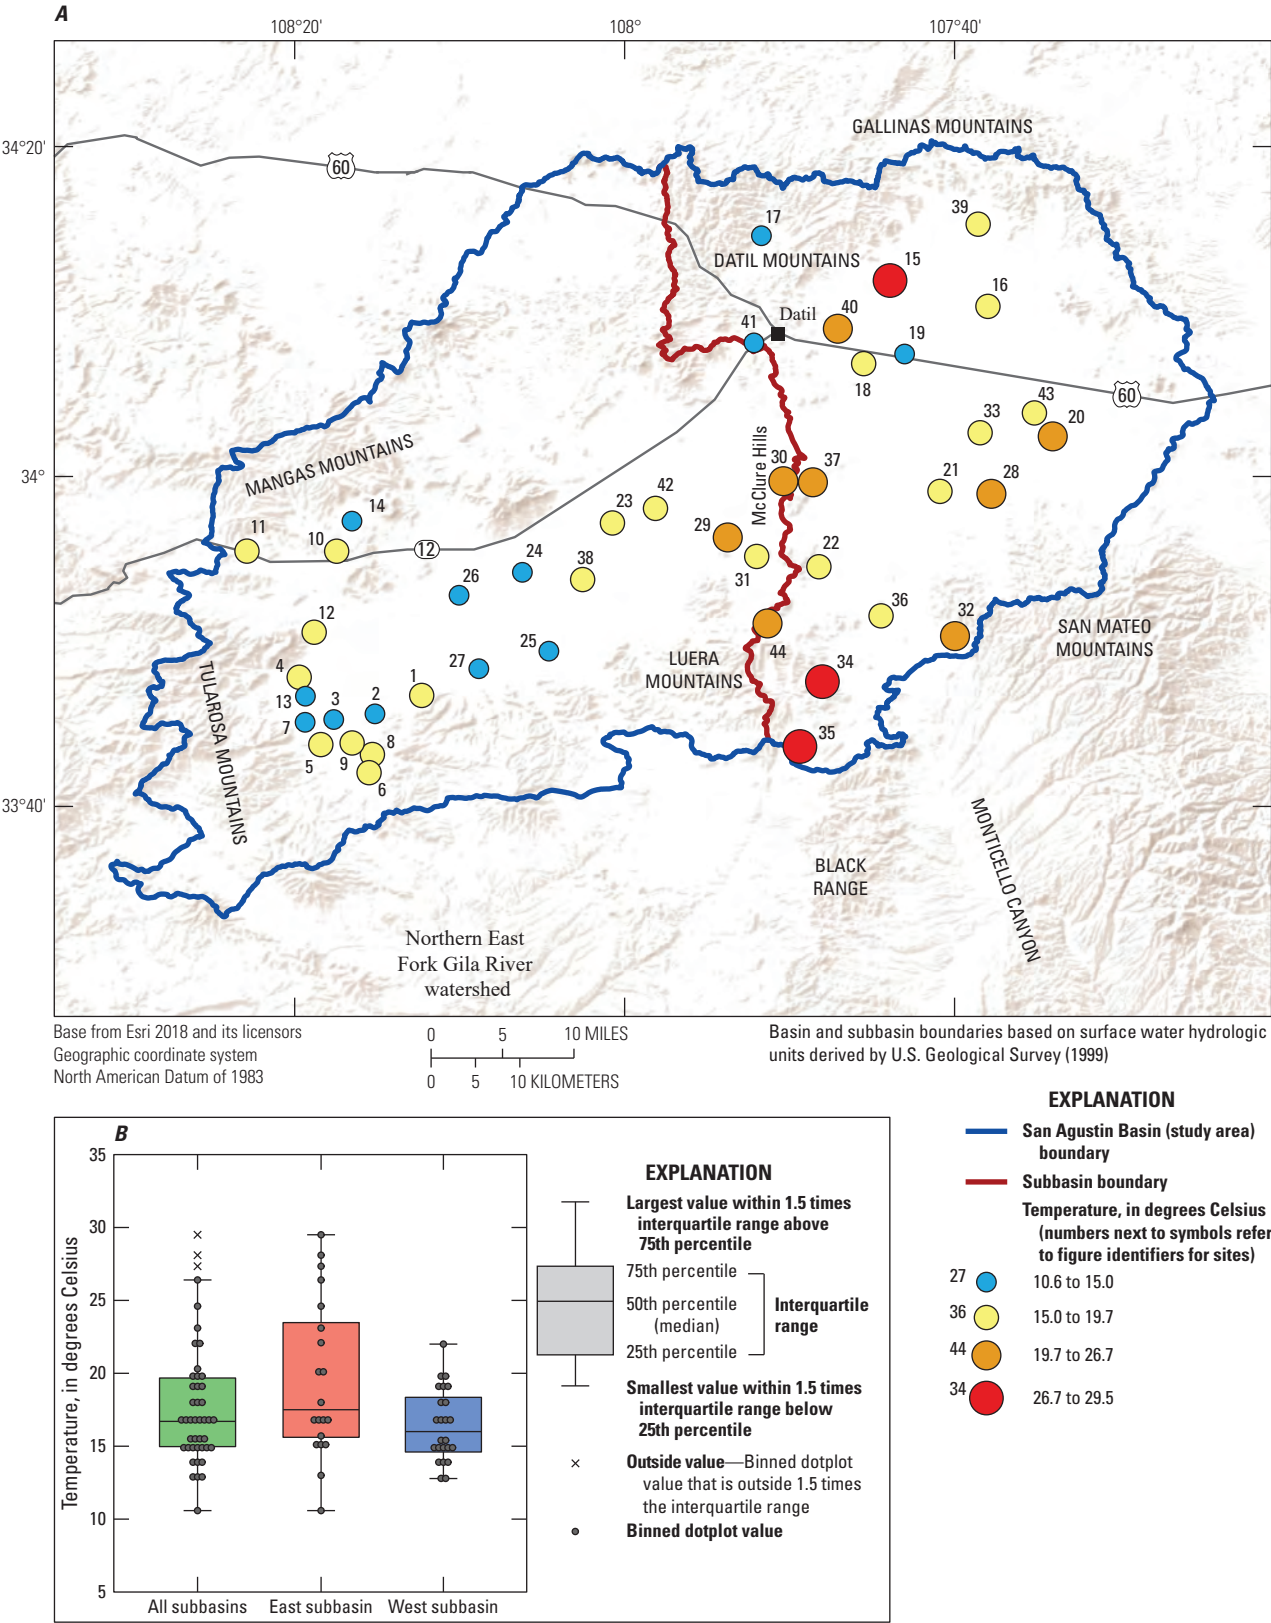 A
108°20'
108°
107°40'
GALLINAS MOUNTAINS
34°20'
60
39
17
DATIL MOUNTAINS
15
16
40
Datil
41
19
18
60
43
33
20
McClure Hills
MANGAS MOUNTAINS
34°
30
37
21
28
42
23
14
11
10
29
12
22
24
38
31
26
36
12
32
SAN MATEO
MOUNTAINS
25
44
LUERA
MOUNTAINS
27
34
4
TULAROSA MOUNTAINS
1
13
3
2
7
35
8
5
9
6
33°40'
MONTICELLO CANYON
BLACK
RANGE
Northern East
Fork Gila River
watershed
Base from Esri 2018 and its licensors
Geographic coordinate system
North American Datum of 1983
0 5 10 MILES
0 5 10 KILOMETERS
Basin and subbasin boundaries based on surface water hydrologic
units derived by U.S. Geological Survey (1999)
EXPLANATION
San Agustin Basin (study area)
boundary
Subbasin boundary
Temperature, in degrees Celsius
(numbers next to symbols refer
to figure identifiers for sites)
27 10.6 to 15.0
36 15.0 to 19.7
44 19.7 to 26.7
34 26.7 to 29.5
B
Temperature, in degrees Celsius
35
30
25
20
15
10
5
All subbasins
East subbasin
West subbasin
EXPLANATION
Largest value within 1.5 times
interquartile range above
75th percentile
75th percentile
50th percentile
(median)
25th percentile
Interquartile
range
Smallest value within 1.5 times
interquartile range below
25th percentile
Outside value—Binned dotplot
value that is outside 1.5 times
the interquartile range
Binned dotplot value